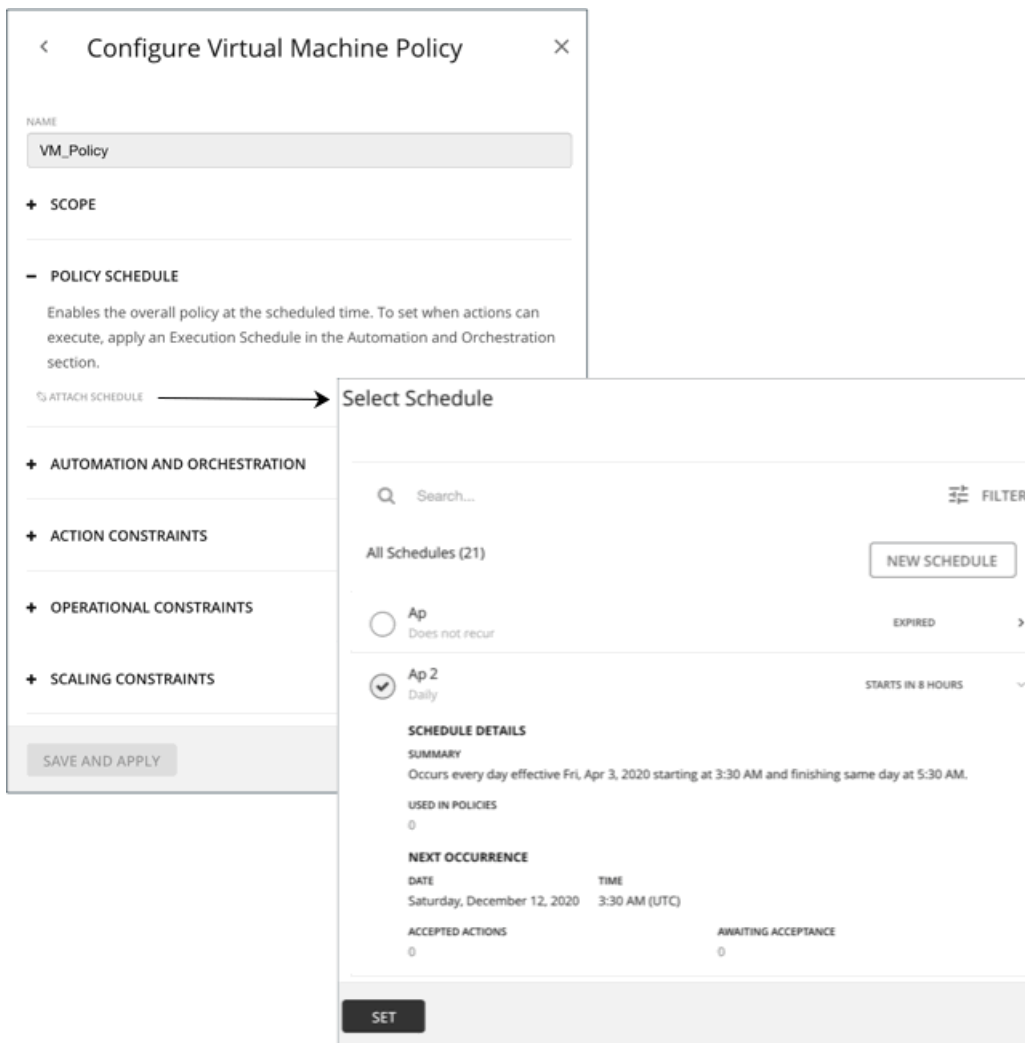 Configure Virtual Machine Policy
NAME
VM_Policy
SCOPE
POLICY SCHEDULE
Enables the overall policy at the scheduled time. To set when actions can
execute, apply an Execution Schedule in the Automation and Orchestration
section.
ATTACH SCHEDULE
AUTOMATION AND ORCHESTRATION
ACTION CONSTRAINTS
OPERATIONAL CONSTRAINTS
SCALING CONSTRAINTS
SAVE AND APPLY
Select Schedule
Search...
FILTER
All Schedules (21)
NEW SCHEDULE
Ap
Does not recur
EXPIRED
Ap 2
Daily
STARTS IN 8 HOURS
SCHEDULE DETAILS
SUMMARY
Occurs every day effective Fri, Apr 3, 2020 starting at 3:30 AM and finishing same day at 5:30 AM.
USED IN POLICIES
0
NEXT OCCURRENCE
DATE TIME
Saturday, December 12, 2020 3:30 AM (UTC)
ACCEPTED ACTIONS AWAITING ACCEPTANCE
0 0
SET